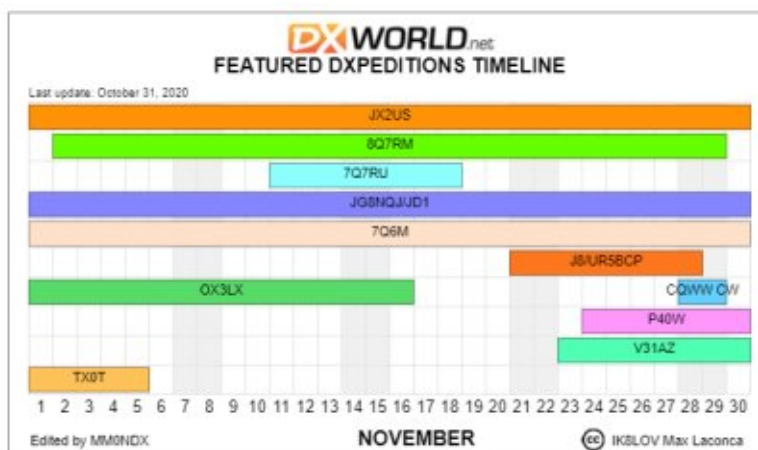 DX WORLD.net
FEATURED DXPEDITIONS TIMELINE
Last update: October 31, 2020
JX2US
8Q7RM
7Q7RU
JG8NQJ/JD1
7Q6M
J8/UR5BCP
OX3LX CQWW CW
P40W
V31AZ
TX0T
1 2 3 4 5 6 7 8 9 10 11 12 13 14 15 16 17 18 19 20 21 22 23 24 25 26 27 28 29 30
Edited by MM0NDX NOVEMBER cc IK8LOV Max Laconca